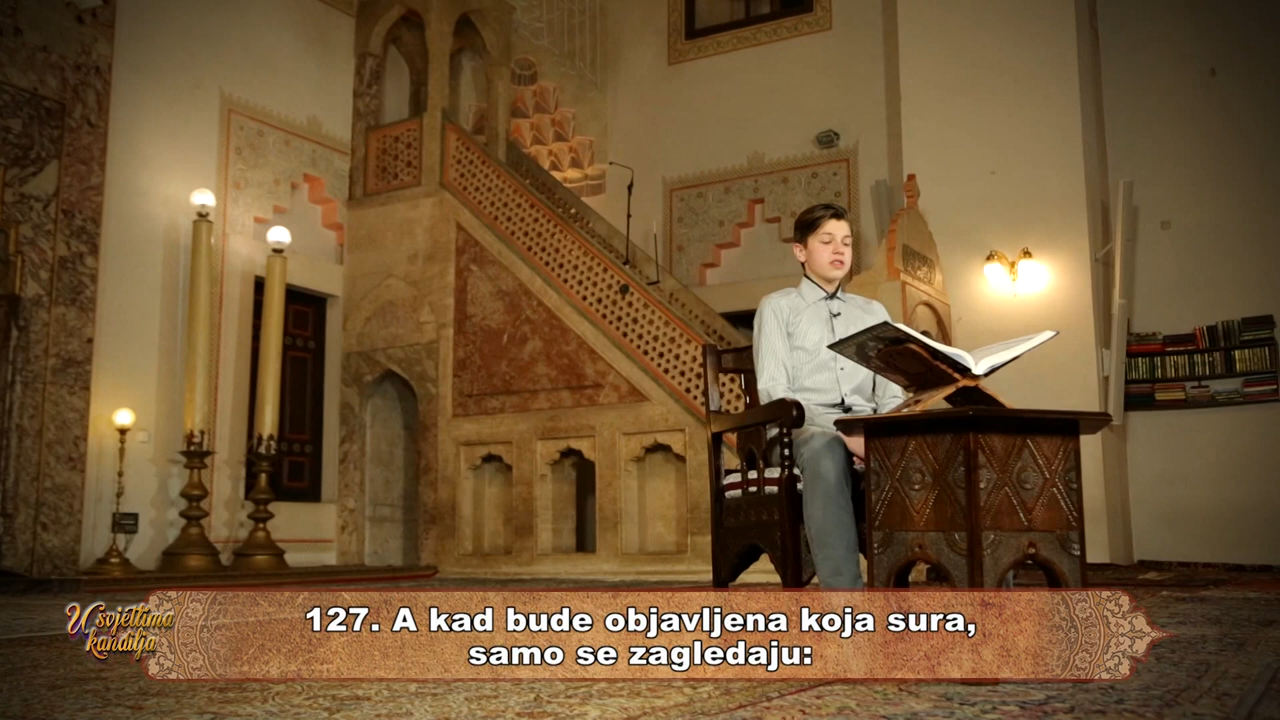 U svjetlima
kandilja
127. A kad bude objavljena koja sura,
samo se zagledaju: